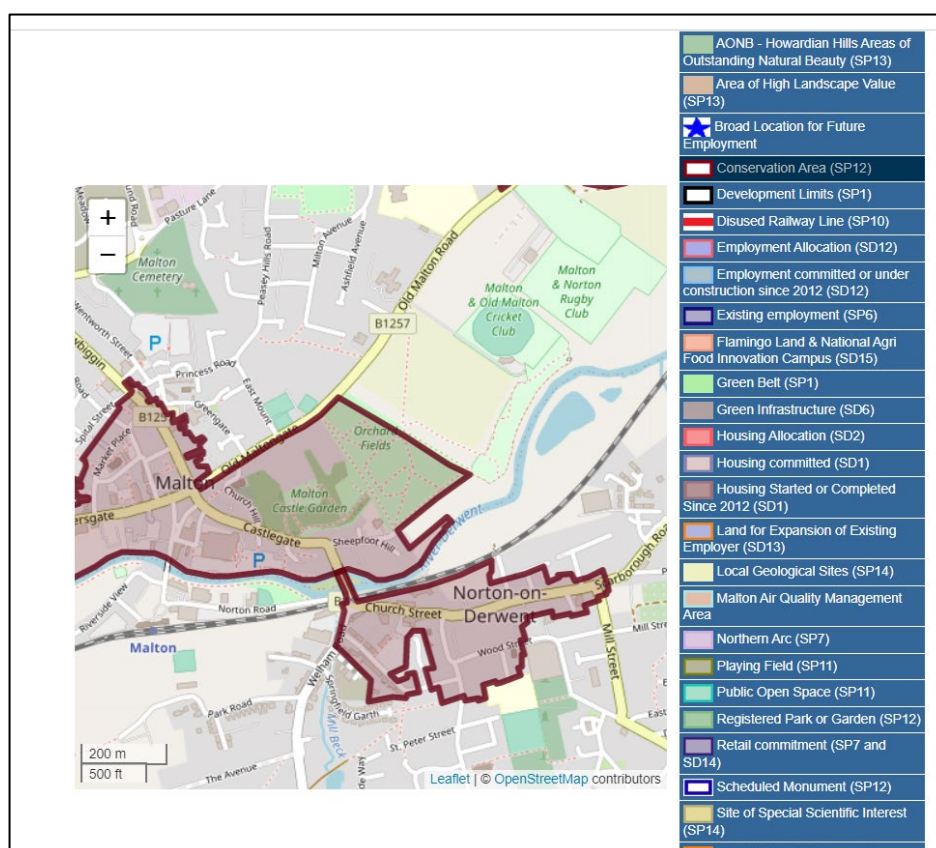 +
−
Pasture Lane
Malton
Cemetery
Peasey Hills Road
Milton Avenue
Ashfield Avenue
Old Malton Road
Malton
& Old Malton
Cricket
Club
Malton
& Norton
Rugby
Club
B1257
Wentworth Street
P
Princess Road
Greengate
East Mount
Spital Street
Road
B125
Market Place
Old Maltongate
Orchard
Fields
Malton
Malton
Castle Garden
Church Hill
Castlegate
Sheepfoot Hill
River Derwent
P
Norton Road
Riverside View
Malton
Church Street
Norton-on-
Derwent
Scarborough Roa
Wood Street
Mill Street
Mill Stre
Welham
Springfield Garth
Mill Beck
Park Road
St. Peter Street
The Avenue
East
200 m
500 ft
Leaflet | © OpenStreetMap contributors
AONB - Howardian Hills Areas of
Outstanding Natural Beauty (SP13)
Area of High Landscape Value
(SP13)
Broad Location for Future
Employment
Conservation Area (SP12)
Development Limits (SP1)
Disused Railway Line (SP10)
Employment Allocation (SD12)
Employment committed or under
construction since 2012 (SD12)
Existing employment (SP6)
Flamingo Land & National Agri
Food Innovation Campus (SD15)
Green Belt (SP1)
Green Infrastructure (SD6)
Housing Allocation (SD2)
Housing committed (SD1)
Housing Started or Completed
Since 2012 (SD1)
Land for Expansion of Existing
Employer (SD13)
Local Geological Sites (SP14)
Malton Air Quality Management
Area
Northern Arc (SP7)
Playing Field (SP11)
Public Open Space (SP11)
Registered Park or Garden (SP12)
Retail commitment (SP7 and
SD14)
Scheduled Monument (SP12)
Site of Special Scientific Interest
(SP14)